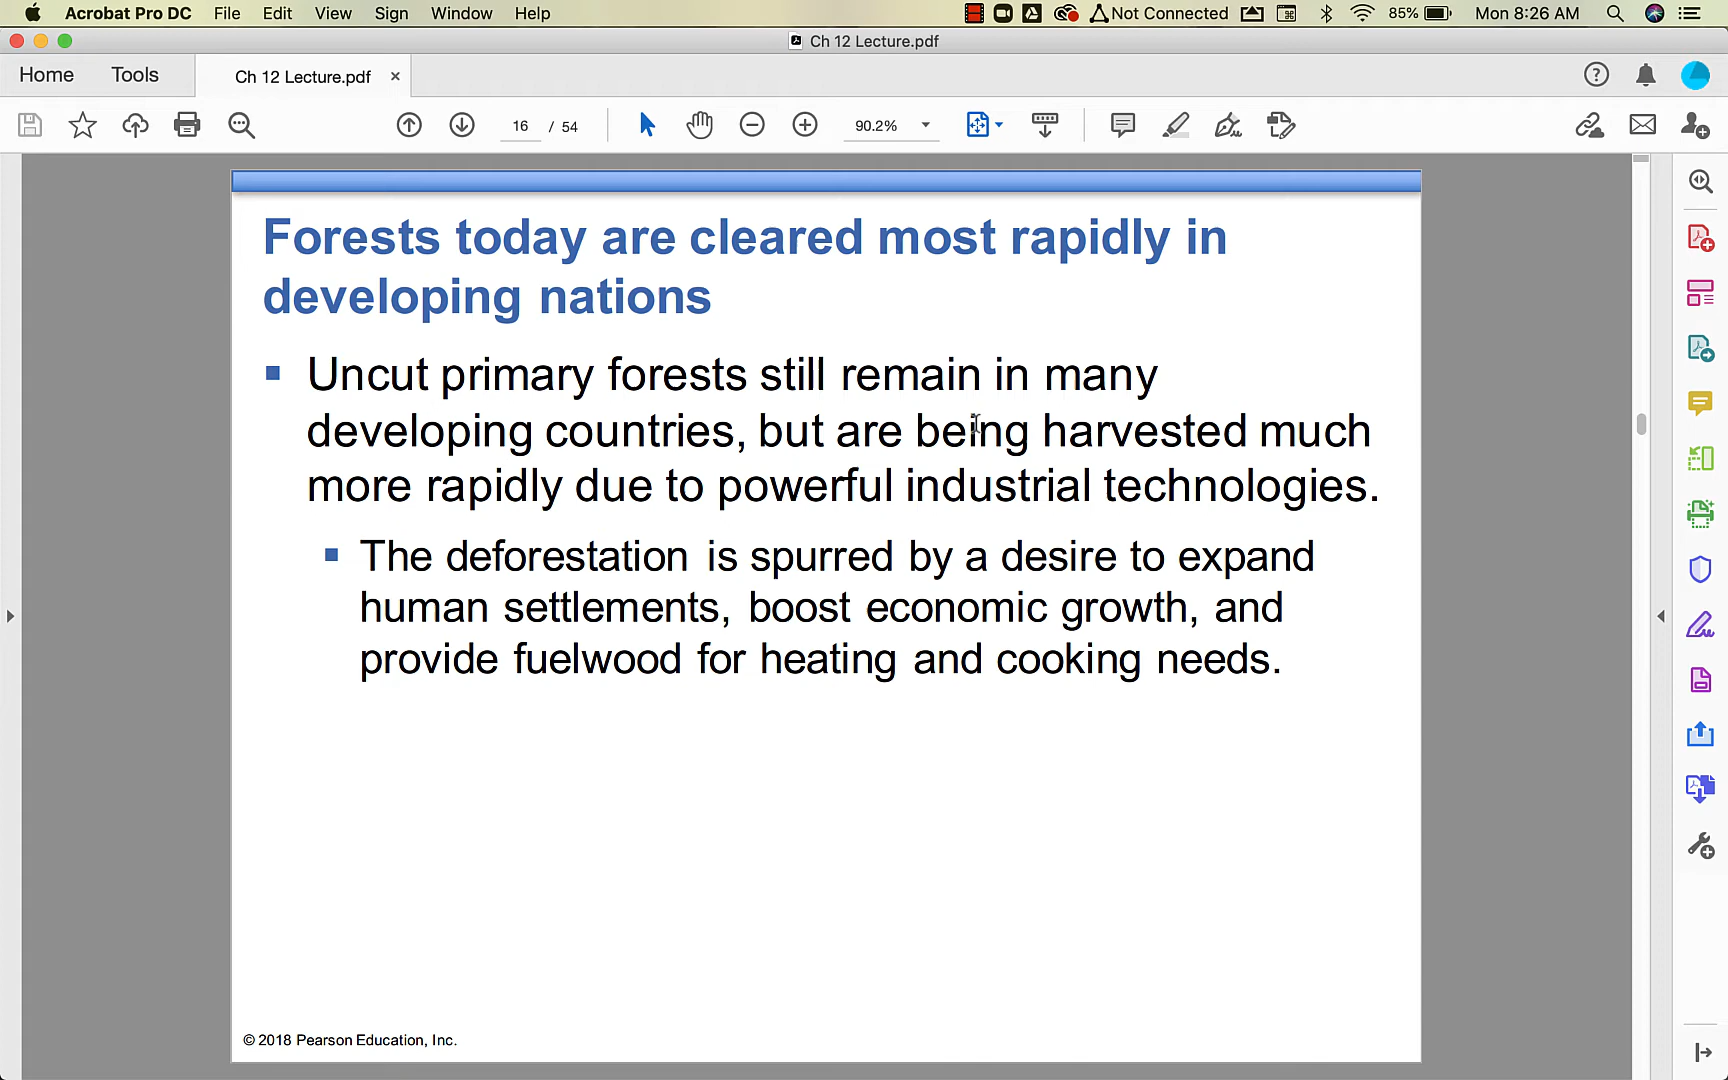 Acrobat Pro DC File Edit View Sign Window Help Not Connected 85% Mon 8:26 AM
Ch 12 Lecture.pdf
Home Tools Ch 12 Lecture.pdf ×
16 / 54 90.2%
Forests today are cleared most rapidly in
developing nations
Uncut primary forests still remain in many
developing countries, but are being harvested much
more rapidly due to powerful industrial technologies.
The deforestation is spurred by a desire to expand
human settlements, boost economic growth, and
provide fuelwood for heating and cooking needs.
© 2018 Pearson Education, Inc.